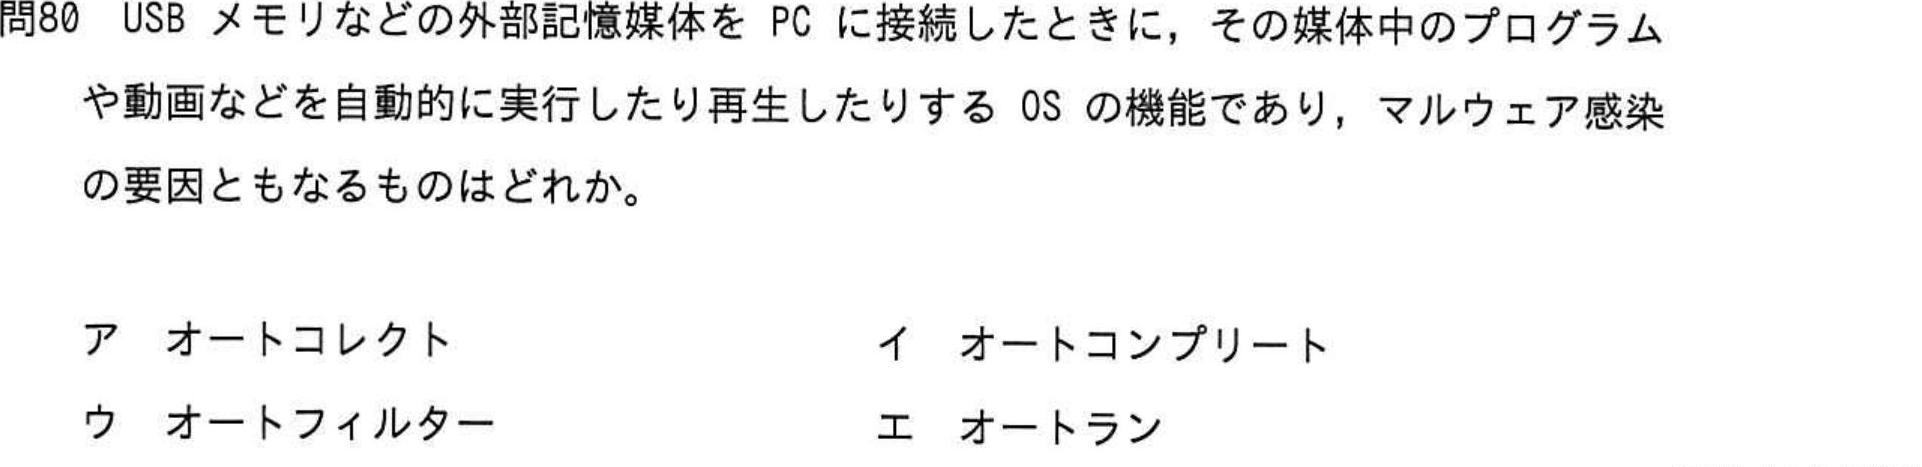 問80　USB メモリなどの外部記憶媒体を PC に接続したときに，その媒体中のプログラム
や動画などを自動的に実行したり再生したりする OS の機能であり，マルウェア感染
の要因ともなるものはどれか。
ア　オートコレクト　イ　オートコンプリート
ウ　オートフィルター　エ　オートラン